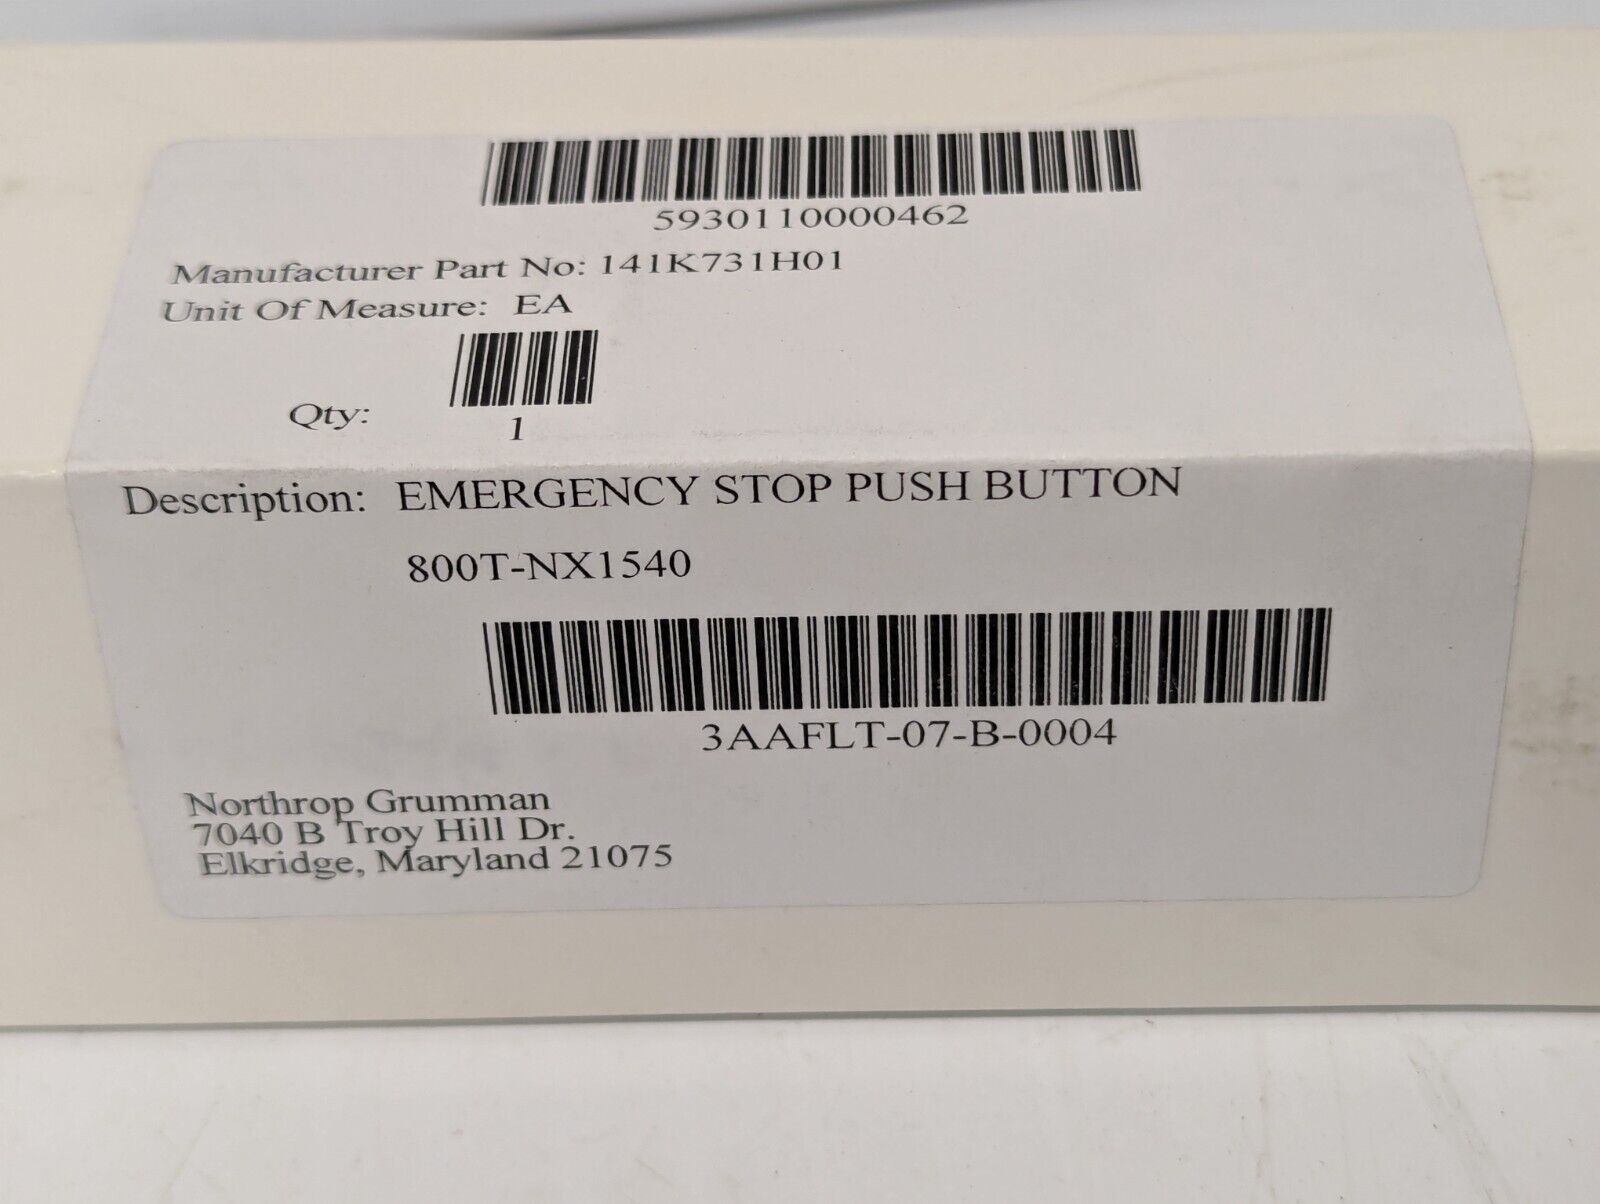 5930110000462
Manufacturer Part No: 141K731H01
Unit Of Measure: EA
Qty:
1
Description: EMERGENCY STOP PUSH BUTTON
800T-NX1540
3AAFLT-07-B-0004
Northrop Grumman
7040 B Troy Hill Dr.
Elkridge, Maryland 21075